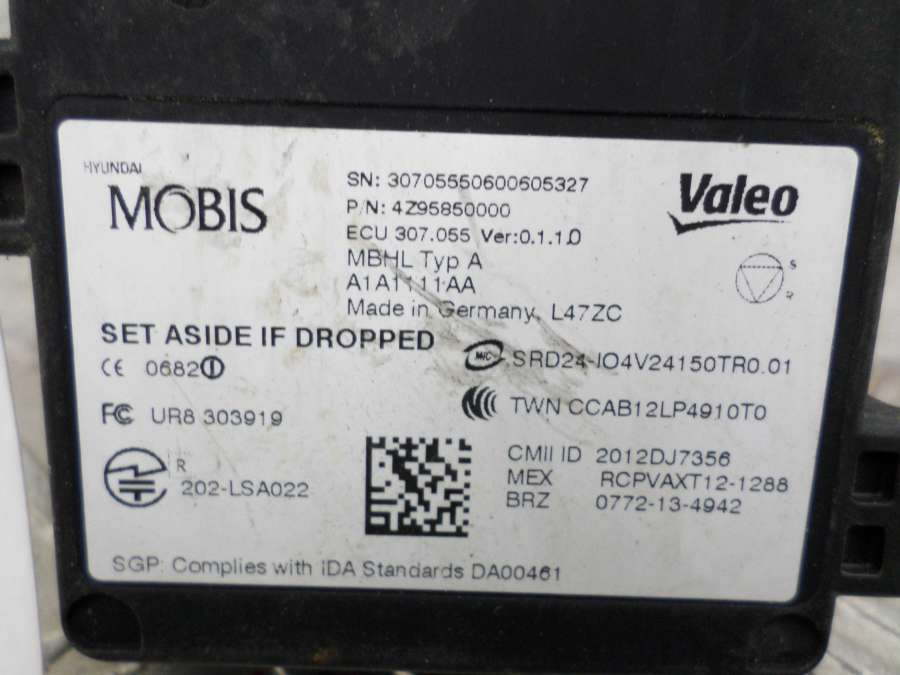 HYUNDAI
MOBIS
SN: 30705550600605327
P/N: 4Z95850000
ECU 307.055 Ver:0.1.1.0
MBHL Typ A
A1A1111AA
Made in Germany, L47ZC
Valeo
S
R
SET ASIDE IF DROPPED
CE 0682
MIC SRD24-IO4V24150TR0.01
FC UR8 303919
TWN CCAB12LP4910T0
R
202-LSA022
CMII ID 2012DJ7356
MEX RCPVAXT12-1288
BRZ 0772-13-4942
SGP: Complies with IDA Standards DA00461